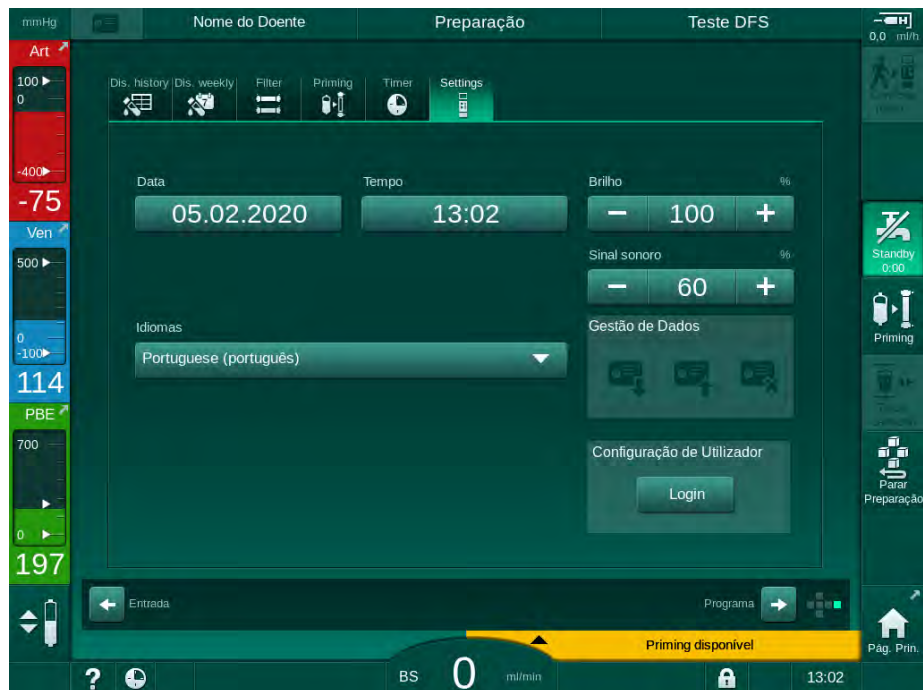 mmHg
Nome do Doente
Preparação
Teste DFS
0,0 ml/h
Art
100
0
-400
-75
Ven
500
0
-100
114
PBE
700
0
197
Dis. history
Dis. weekly
Filter
Priming
Timer
Settings
Data
Tempo
Brilho %
05.02.2020
13:02
100
Sinal sonoro %
60
Idiomas
Portuguese (português)
Gestão de Dados
Configuração de Utilizador
Login
Standby
0:00
Priming
Parar
Preparação
Entrada
Programa
Priming disponível
Pág. Prin.
?
BS 0 ml/min
13:02